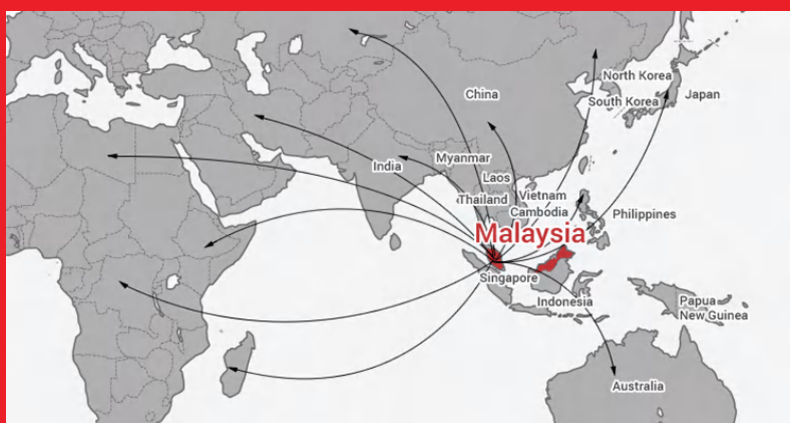 North Korea
China
South Korea
Japan
Myanmar
India
Laos
Thailand
Vietnam
Cambodia
Philippines
Malaysia
Singapore
Indonesia
Papua
New Guinea
Australia